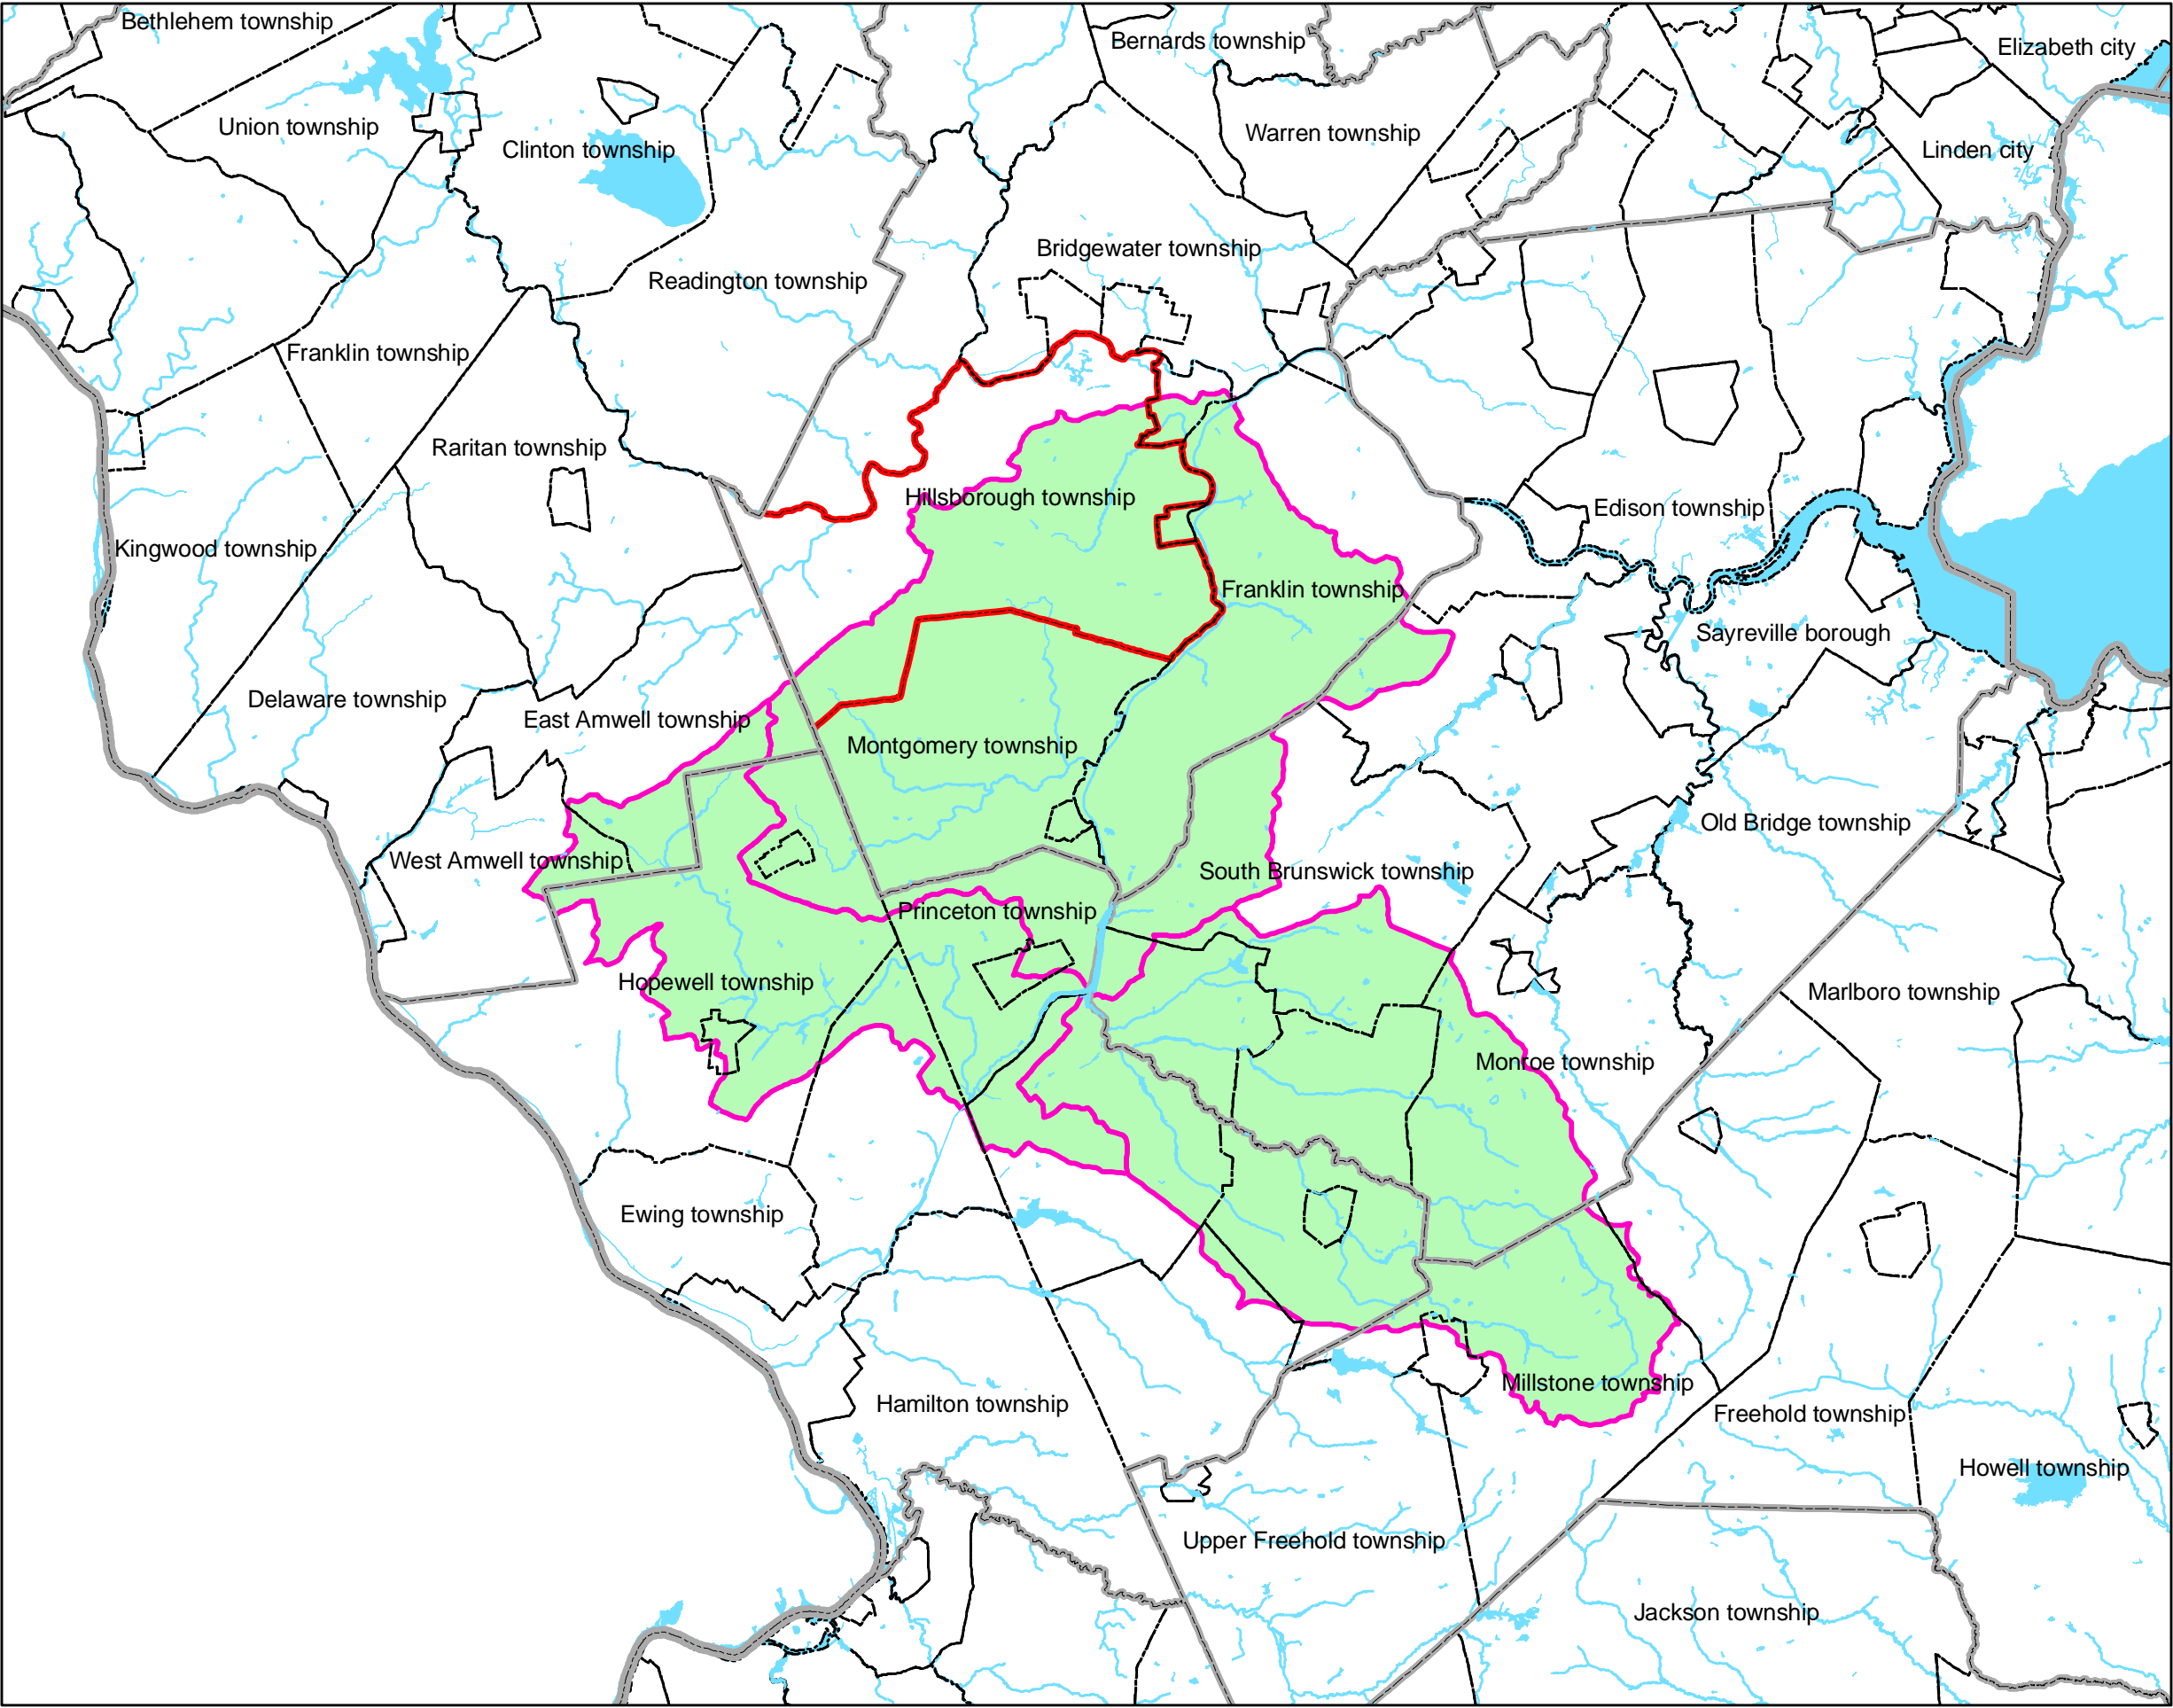 Bethlehem township
Bernards township
Elizabeth city
Union township
Warren township
Clinton township
Linden city
Bridgewater township
Readington township
Franklin township
Raritan township
Hillsborough township
Edison township
Kingwood township
Franklin township
Sayreville borough
Delaware township
East Amwell township
Montgomery township
Old Bridge township
West Amwell township
South Brunswick township
Princeton township
Hopewell township
Marlboro township
Monroe township
Ewing township
Millstone township
Hamilton township
Freehold township
Howell township
Upper Freehold township
Jackson township